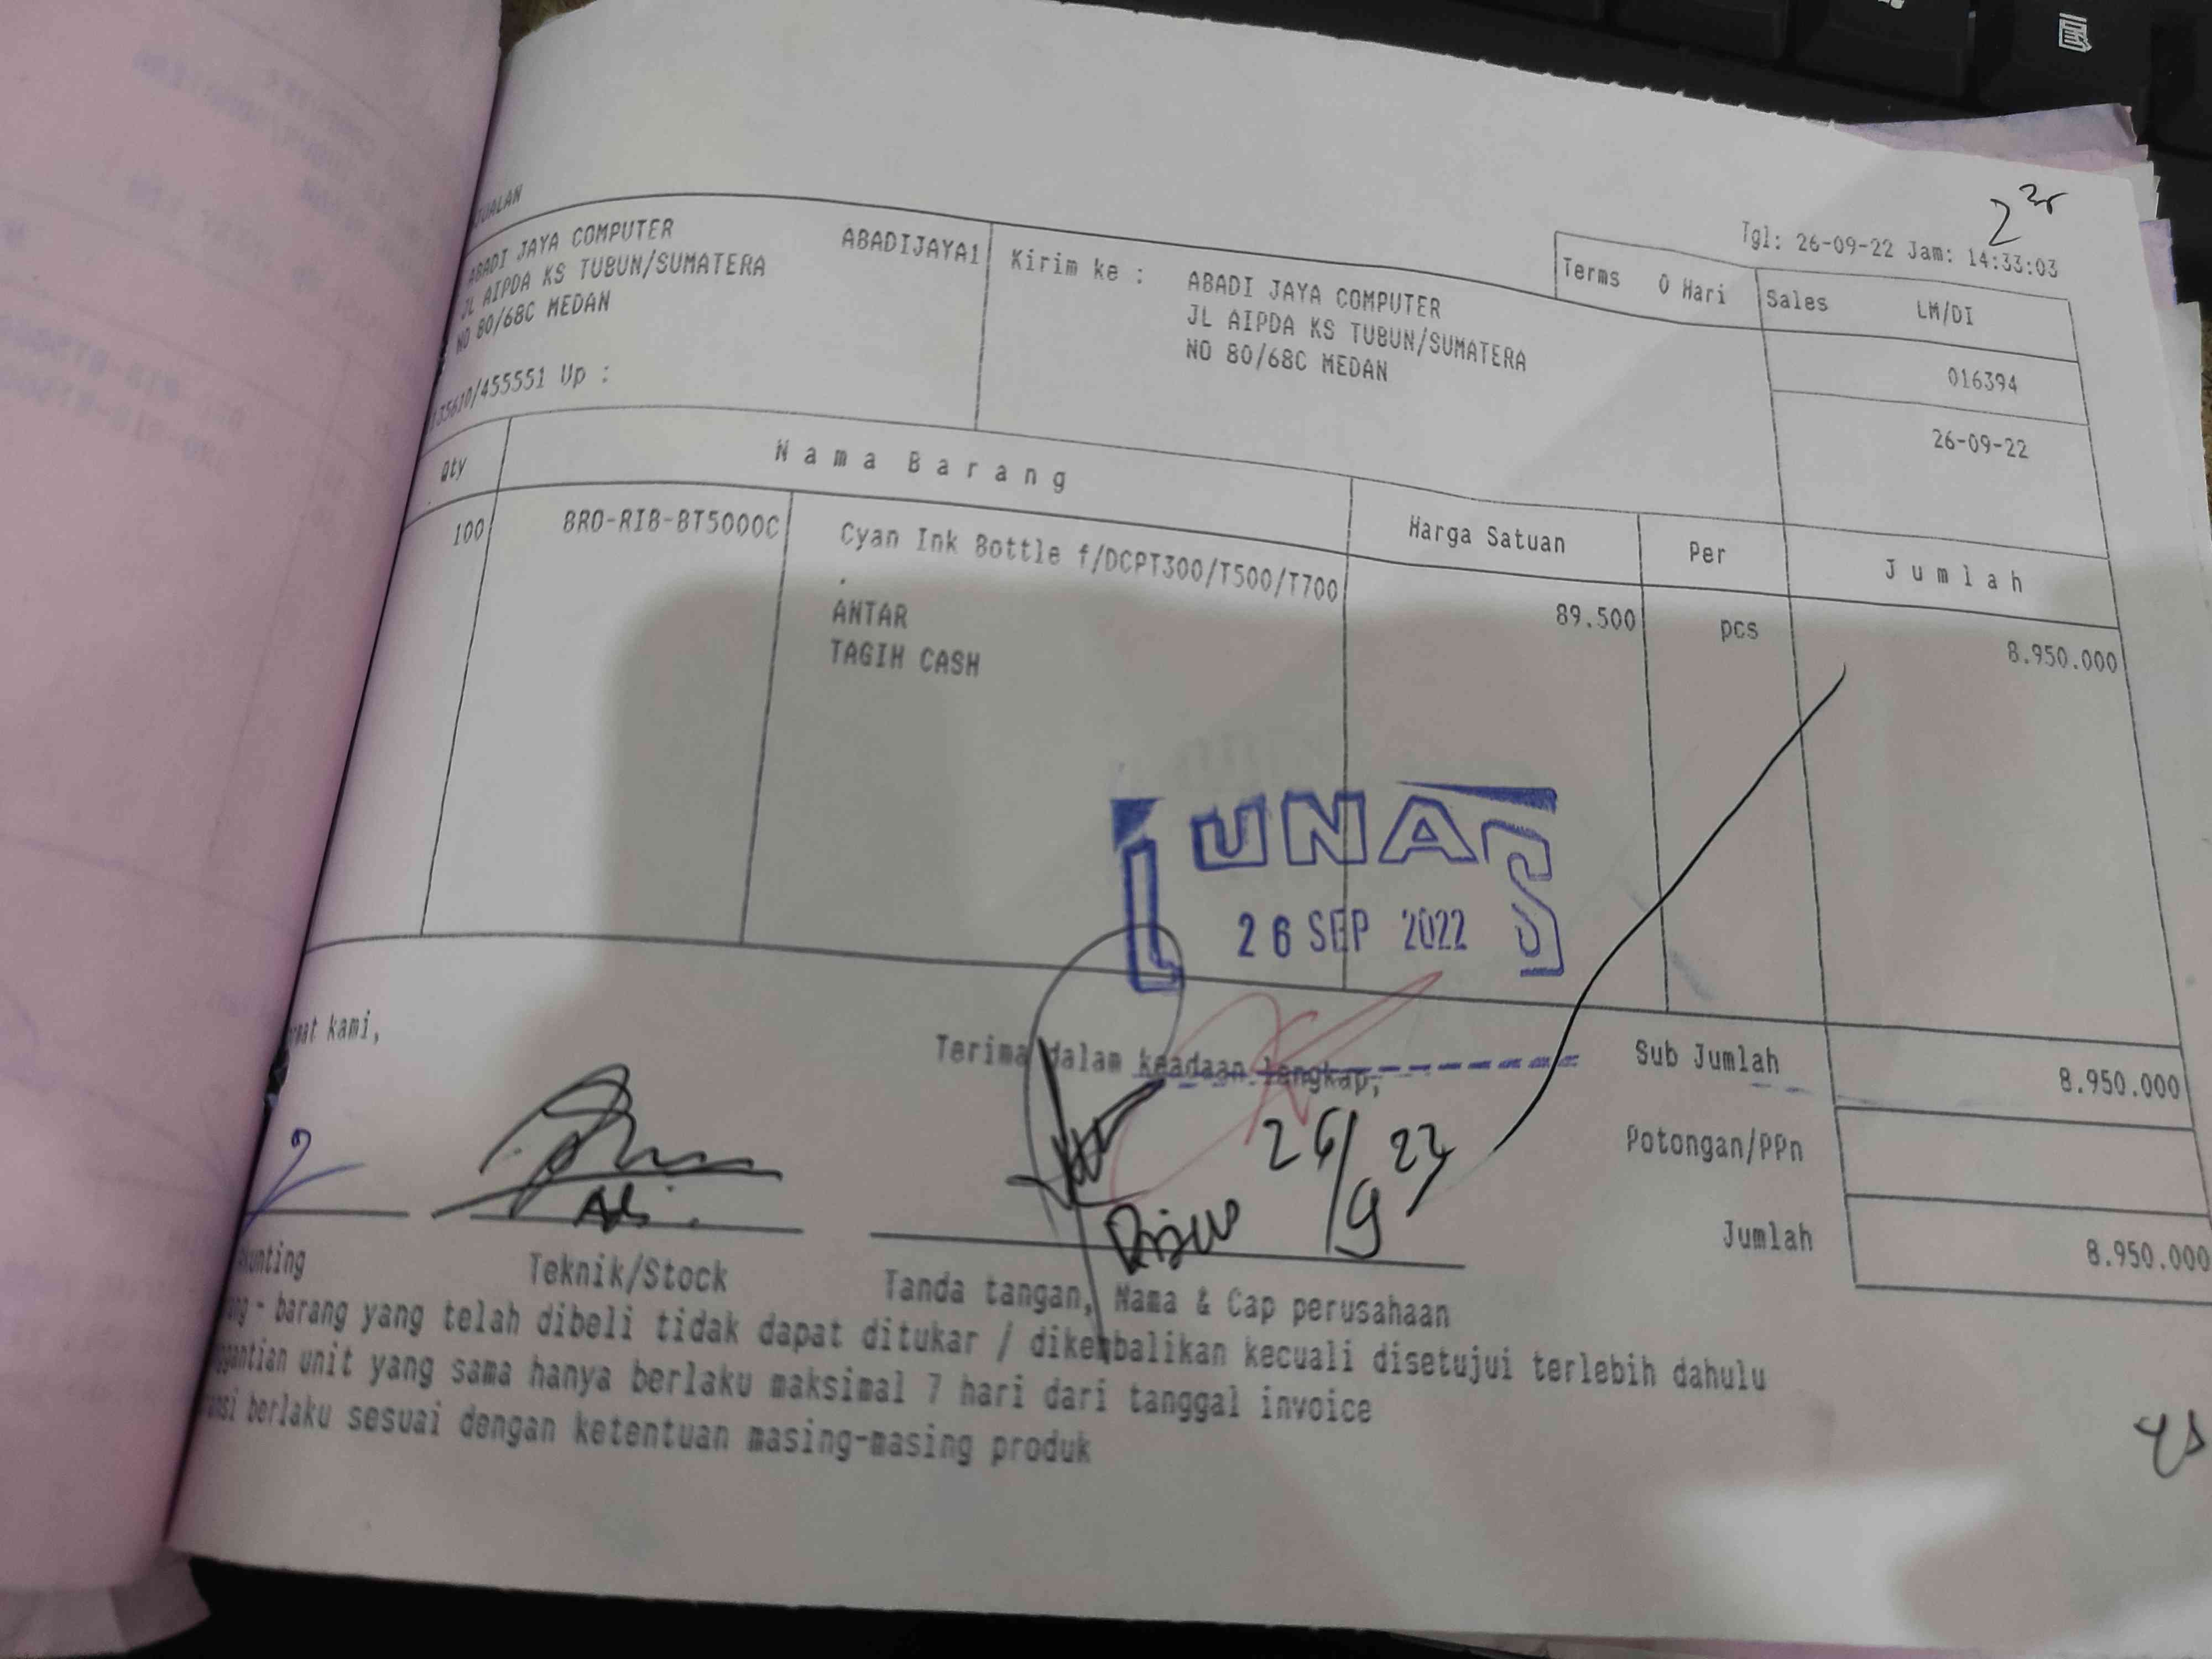 Tgl: 26-09-22 Jam: 14:33:03
ABADI JAYA COMPUTER ABADIJAYA1
JL AIPDA KS TUBUN/SUMATERA
NO 80/68C MEDAN
/455551 Up :
Kirim ke : ABADI JAYA COMPUTER
JL AIPDA KS TUBUN/SUMATERA
NO 80/68C MEDAN
Terms 0 Hari Sales LM/DI
016394
26-09-22
Qty Nama Barang Harga Satuan Per Jumlah
100 BRO-RIB-BT5000C Cyan Ink Bottle f/DCPT300/T500/T700 89.500 pcs 8.950.000
.
ANTAR
TAGIH CASH
LUNAS
26 SEP 2022
kami,
Terima dalam keadaan lengkap,
Sub Jumlah 8.950.000
Potongan/PPn
Jumlah 8.950.000
26/9 22
Teknik/Stock
Tanda tangan, Nama & Cap perusahaan
- barang yang telah dibeli tidak dapat ditukar / dikembalikan kecuali disetujui terlebih dahulu
unit yang sama hanya berlaku maksimal 7 hari dari tanggal invoice
berlaku sesuai dengan ketentuan masing-masing produk